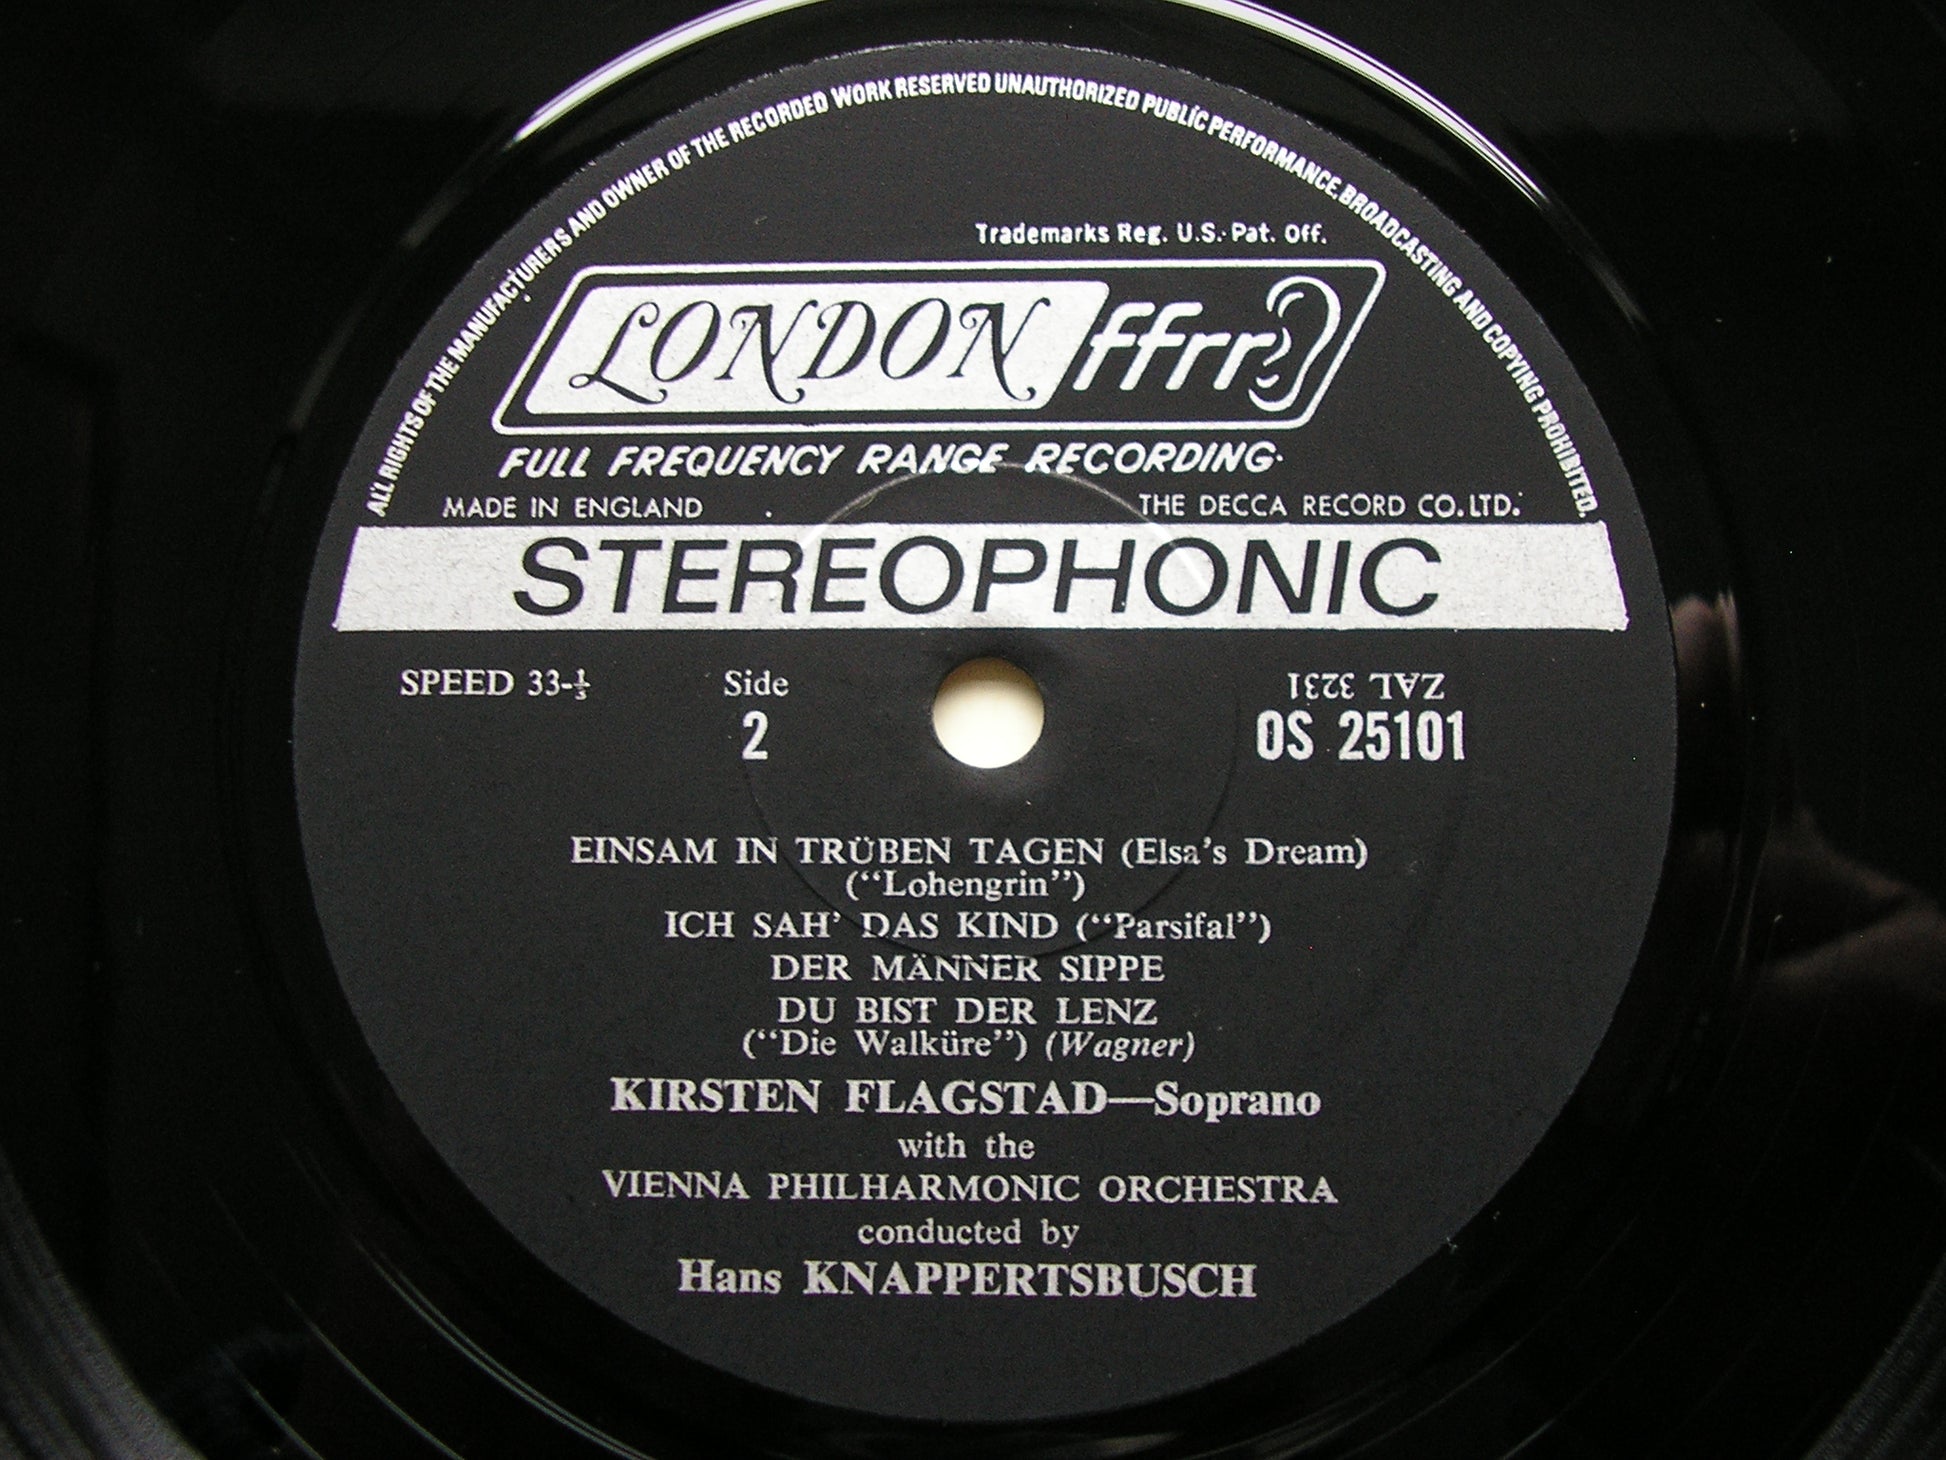 ALL RIGHTS OF THE MANUFACTURERS AND OWNER OF THE RECORDED WORK RESERVED UNAUTHORIZED PUBLIC PERFORMANCE, BROADCASTING AND COPYING PROHIBITED.
Trademarks Reg. U.S. Pat. Off.
LONDON ffrr
FULL FREQUENCY RANGE RECORDING
MADE IN ENGLAND THE DECCA RECORD CO. LTD.
STEREOPHONIC
SPEED 33-⅓ Side ZAL 3231
2 OS 25101
EINSAM IN TRÜBEN TAGEN (Elsa's Dream)
("Lohengrin")
ICH SAH' DAS KIND ("Parsifal")
DER MÄNNER SIPPE
DU BIST DER LENZ
("Die Walküre") (Wagner)
KIRSTEN FLAGSTAD—Soprano
with the
VIENNA PHILHARMONIC ORCHESTRA
conducted by
Hans KNAPPERTSBUSCH